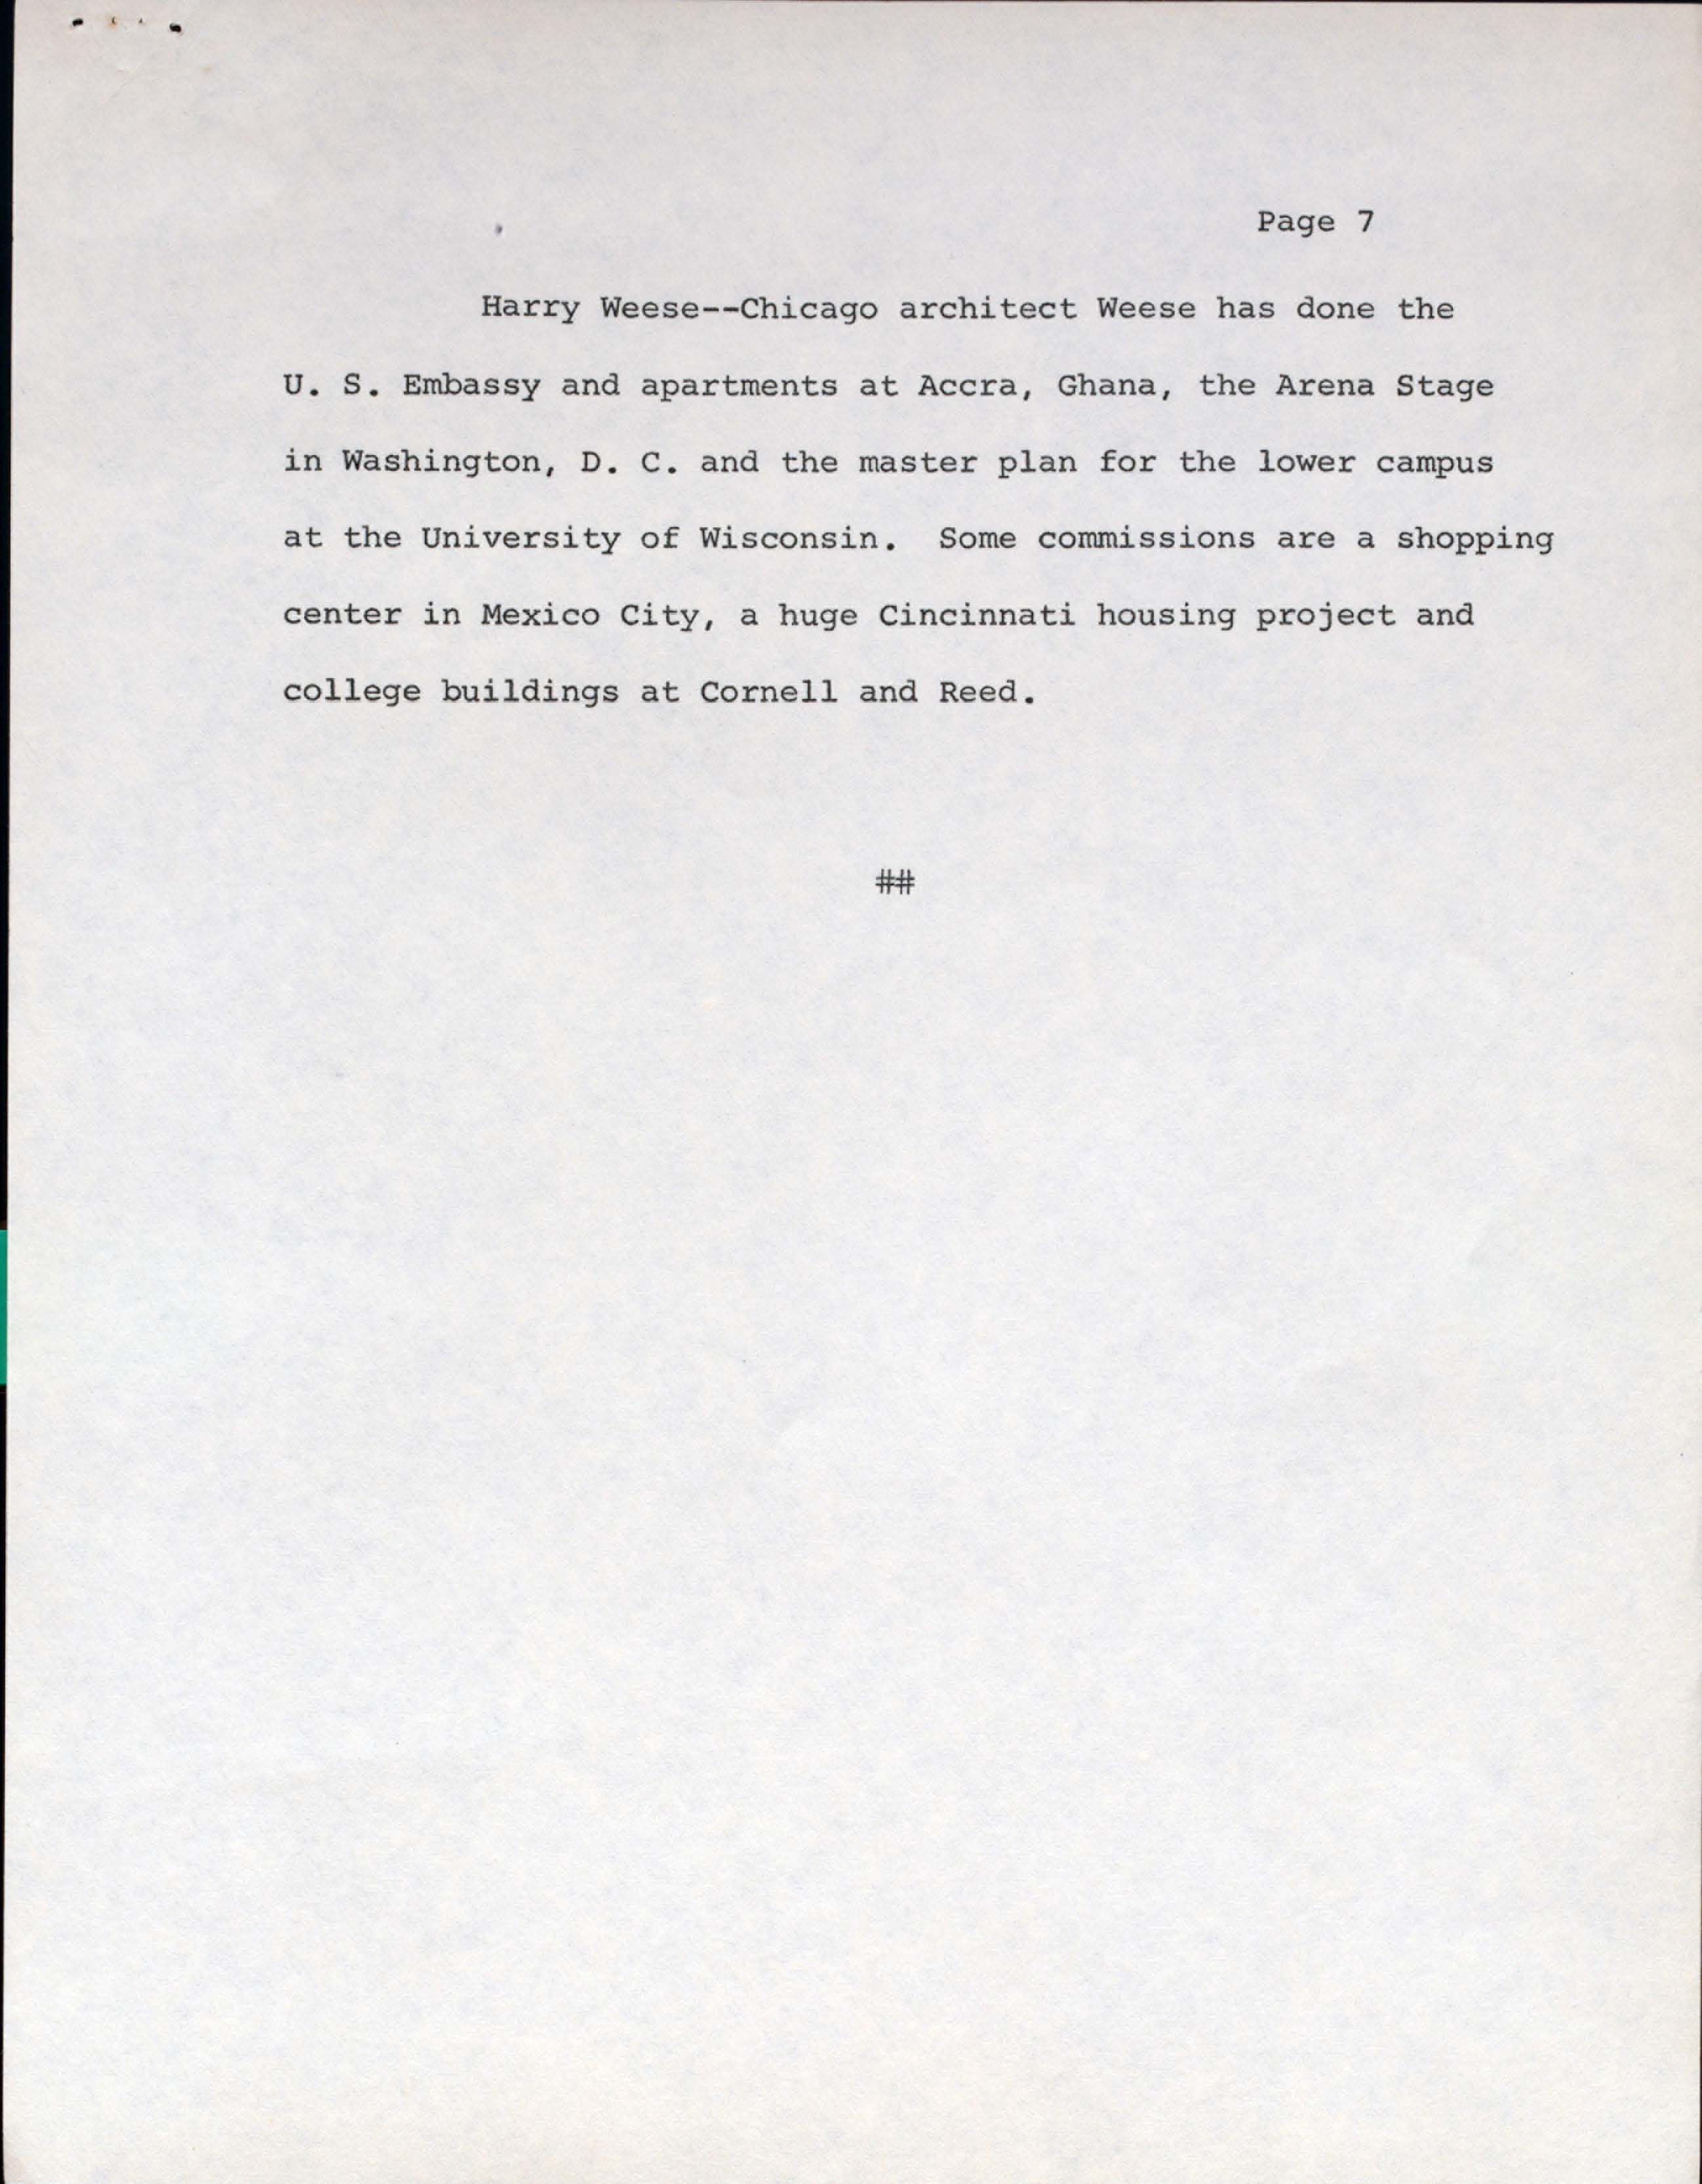 Page 7
Harry Weese--Chicago architect Weese has done the
U. S. Embassy and apartments at Accra, Ghana, the Arena Stage
in Washington, D. C. and the master plan for the lower campus
at the University of Wisconsin.  Some commissions are a shopping
center in Mexico City, a huge Cincinnati housing project and
college buildings at Cornell and Reed.
##